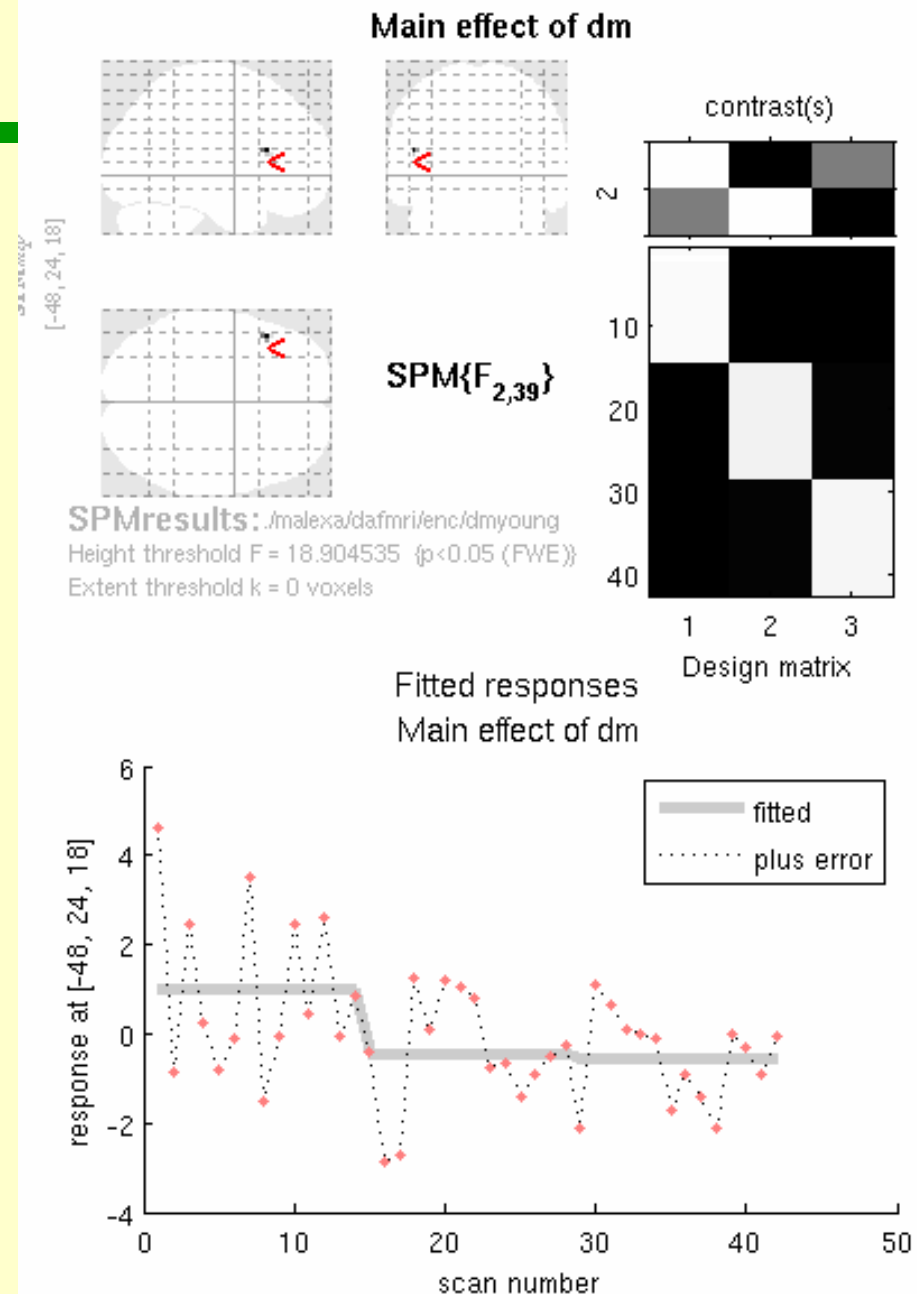 Main effect of dm
[-48, 24, 18]
SPM{F2,39}
SPMresults: ./malexa/dafmri/enc/dmyoung
Height threshold F = 18.904535 {p<0.05 (FWE)}
Extent threshold k = 0 voxels
contrast(s)
2
10
20
30
40
1 2 3
Design matrix
Fitted responses
Main effect of dm
fitted
plus error
response at [-48, 24, 18]
6
4
2
0
-2
-4
0 10 20 30 40 50
scan number